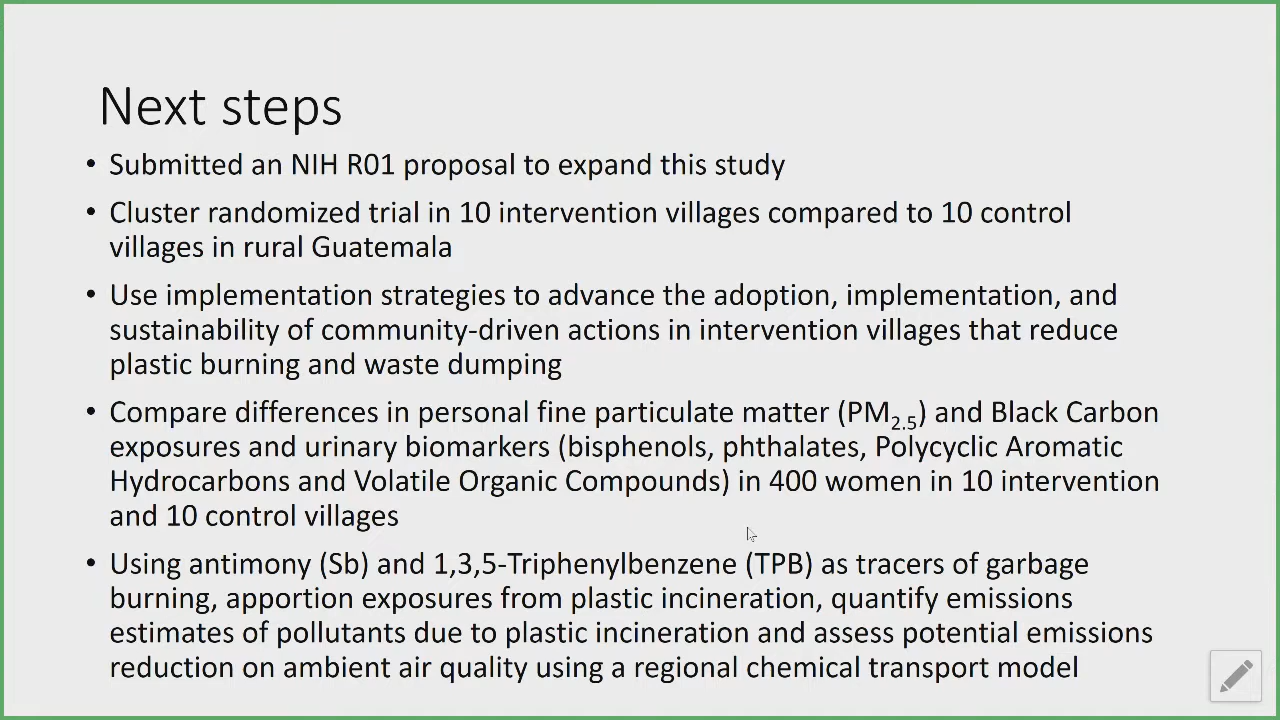 Next steps
• Submitted an NIH R01 proposal to expand this study
• Cluster randomized trial in 10 intervention villages compared to 10 control
villages in rural Guatemala
• Use implementation strategies to advance the adoption, implementation, and
sustainability of community-driven actions in intervention villages that reduce
plastic burning and waste dumping
• Compare differences in personal fine particulate matter (PM2.5) and Black Carbon
exposures and urinary biomarkers (bisphenols, phthalates, Polycyclic Aromatic
Hydrocarbons and Volatile Organic Compounds) in 400 women in 10 intervention
and 10 control villages
• Using antimony (Sb) and 1,3,5-Triphenylbenzene (TPB) as tracers of garbage
burning, apportion exposures from plastic incineration, quantify emissions
estimates of pollutants due to plastic incineration and assess potential emissions
reduction on ambient air quality using a regional chemical transport model